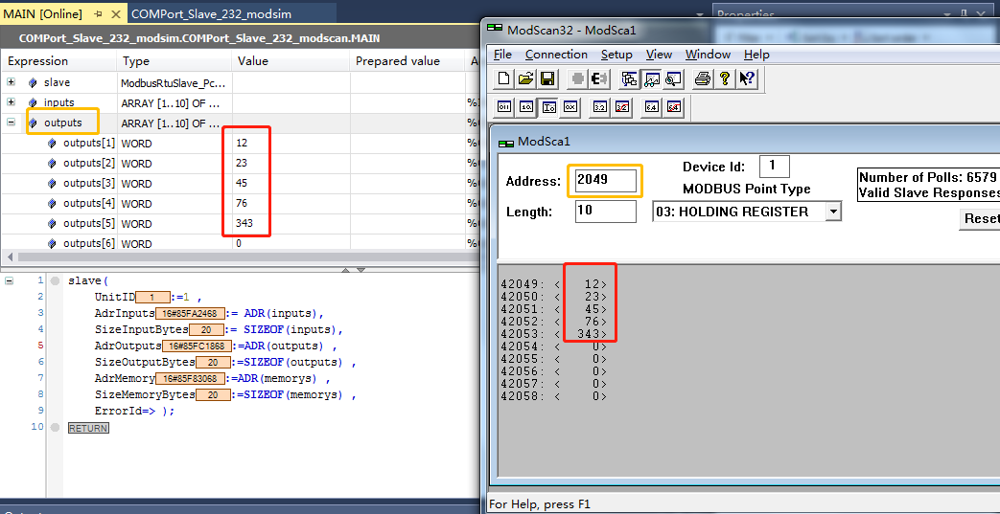 MAIN [Online]
COMPort_Slave_232_modsim
COMPort_Slave_232_modsim.COMPort_Slave_232_modscan.MAIN
Expression Type Value Prepared value
slave ModbusRtuSlave_Pc...
inputs ARRAY [1..10] OF ...
outputs ARRAY [1..10] OF ...
outputs[1] WORD 12
outputs[2] WORD 23
outputs[3] WORD 45
outputs[4] WORD 76
outputs[5] WORD 343
outputs[6] WORD 0
1 slave(
2 UnitID 1 :=1 ,
3 AdrInputs 16#85FA2468 := ADR(inputs),
4 SizeInputBytes 20 := SIZEOF(inputs),
5 AdrOutputs 16#85FC1868 :=ADR(outputs) ,
6 SizeOutputBytes 20 :=SIZEOF(outputs) ,
7 AdrMemory 16#85F83068 :=ADR(memorys) ,
8 SizeMemoryBytes 20 :=SIZEOF(memorys) ,
9 ErrorId=> );
10 RETURN
Properties
ModScan32 - ModSca1
File Connection Setup View Window Help
ModSca1
Address: 2049
Device Id: 1
MODBUS Point Type
Length: 10
03: HOLDING REGISTER
Number of Polls: 6579
Valid Slave Responses
Reset
42049: < 12>
42050: < 23>
42051: < 45>
42052: < 76>
42053: < 343>
42054: < 0>
42055: < 0>
42056: < 0>
42057: < 0>
42058: < 0>
For Help, press F1